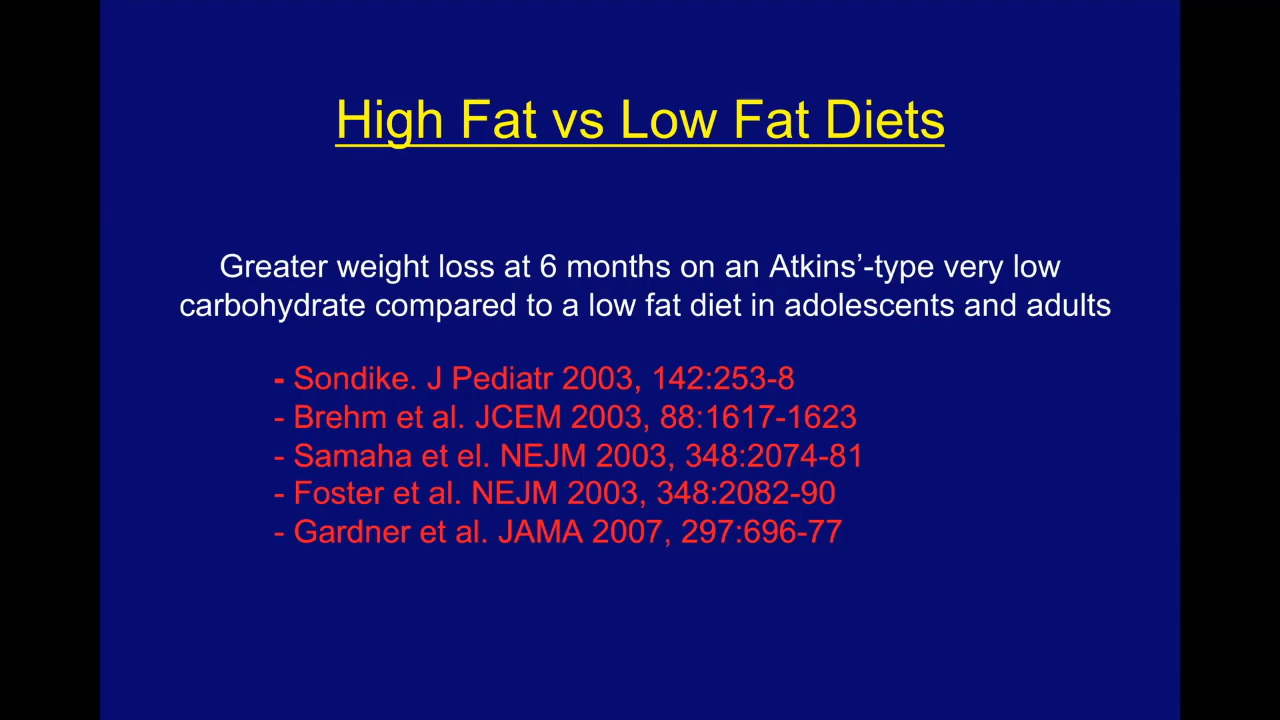 High Fat vs Low Fat Diets
Greater weight loss at 6 months on an Atkins’-type very low
carbohydrate compared to a low fat diet in adolescents and adults
- Sondike. J Pediatr 2003, 142:253-8
- Brehm et al. JCEM 2003, 88:1617-1623
- Samaha et el. NEJM 2003, 348:2074-81
- Foster et al. NEJM 2003, 348:2082-90
- Gardner et al. JAMA 2007, 297:696-77